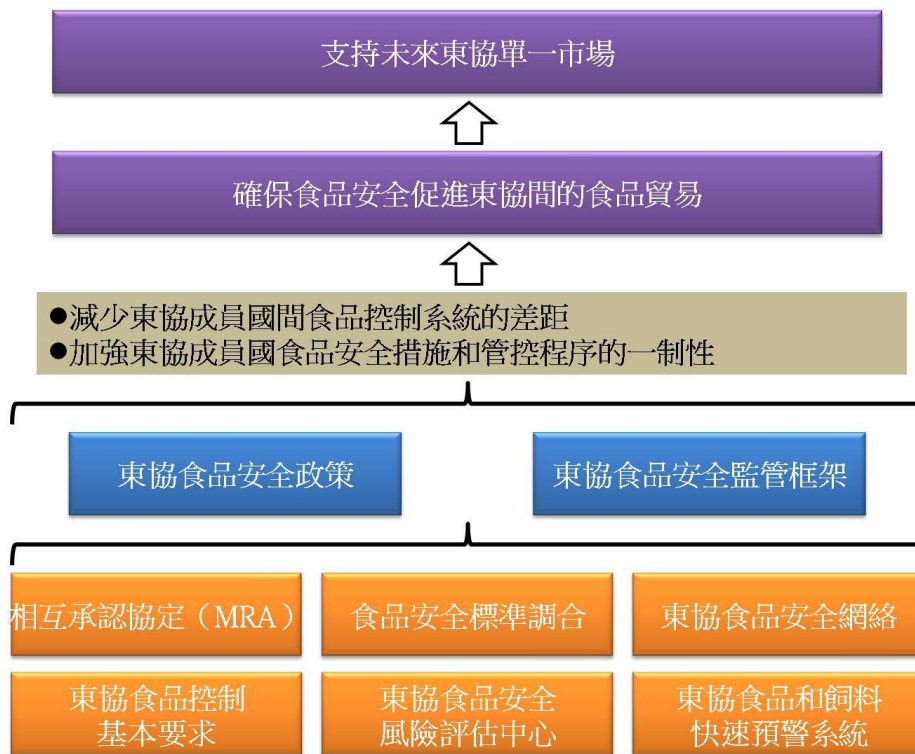 支持未來東協單一市場
確保食品安全促進東協間的食品貿易
●減少東協成員國間食品控制系統的差距
●加強東協成員國食品安全措施和管控程序的一制性
東協食品安全政策
東協食品安全監管框架
相互承認協定（MRA）
食品安全標準調合
東協食品安全網絡
東協食品控制
基本要求
東協食品安全
風險評估中心
東協食品和飼料
快速預警系統